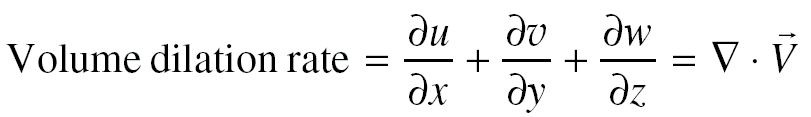 Volume dilation rate = ∂u/∂x + ∂v/∂y + ∂w/∂z = ∇ · V⃗